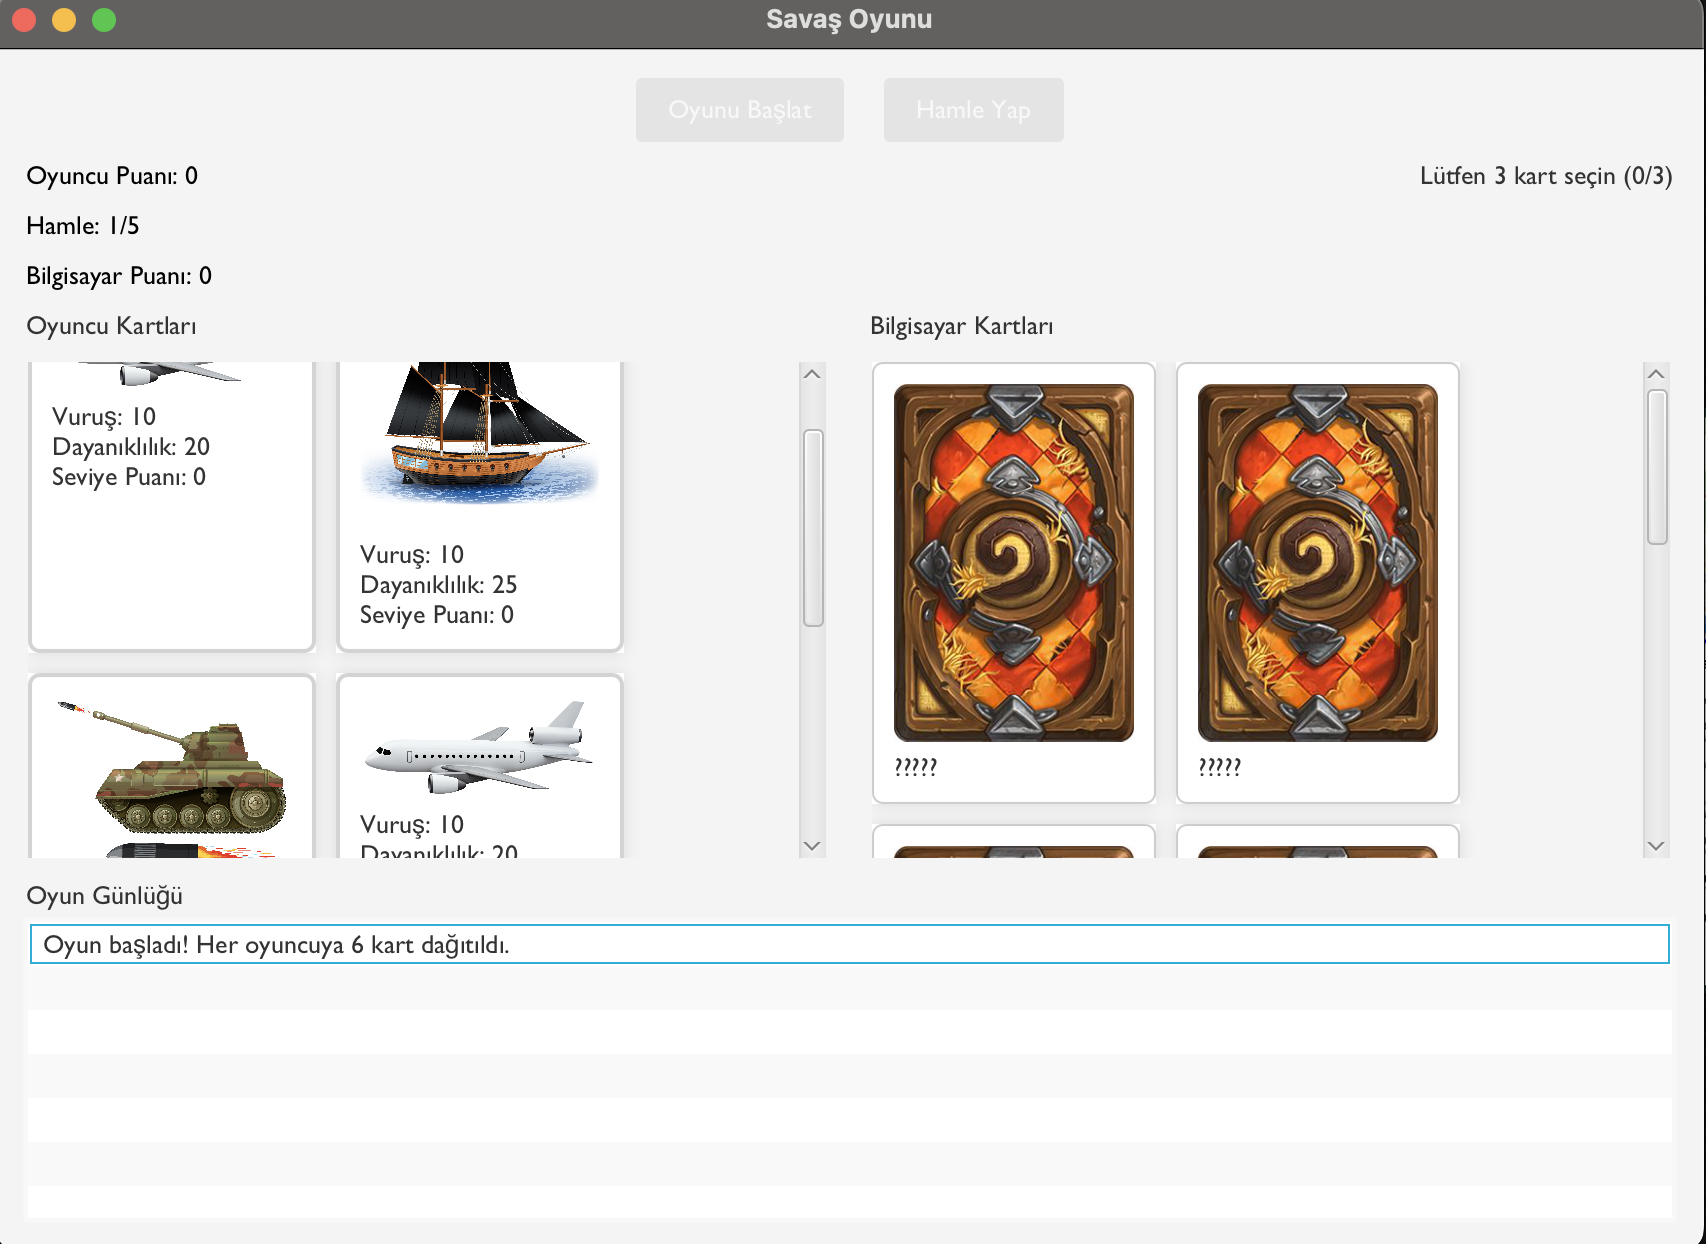 Savaş Oyunu
Oyunu Başlat
Hamle Yap
Oyuncu Puanı: 0
Lütfen 3 kart seçin (0/3)
Hamle: 1/5
Bilgisayar Puanı: 0
Oyuncu Kartları
Bilgisayar Kartları
Vuruş: 10
Dayanıklılık: 20
Seviye Puanı: 0
Vuruş: 10
Dayanıklılık: 25
Seviye Puanı: 0
Vuruş: 10
Dayanıklılık: 20
?????
?????
Oyun Günlüğü
Oyun başladı! Her oyuncuya 6 kart dağıtıldı.